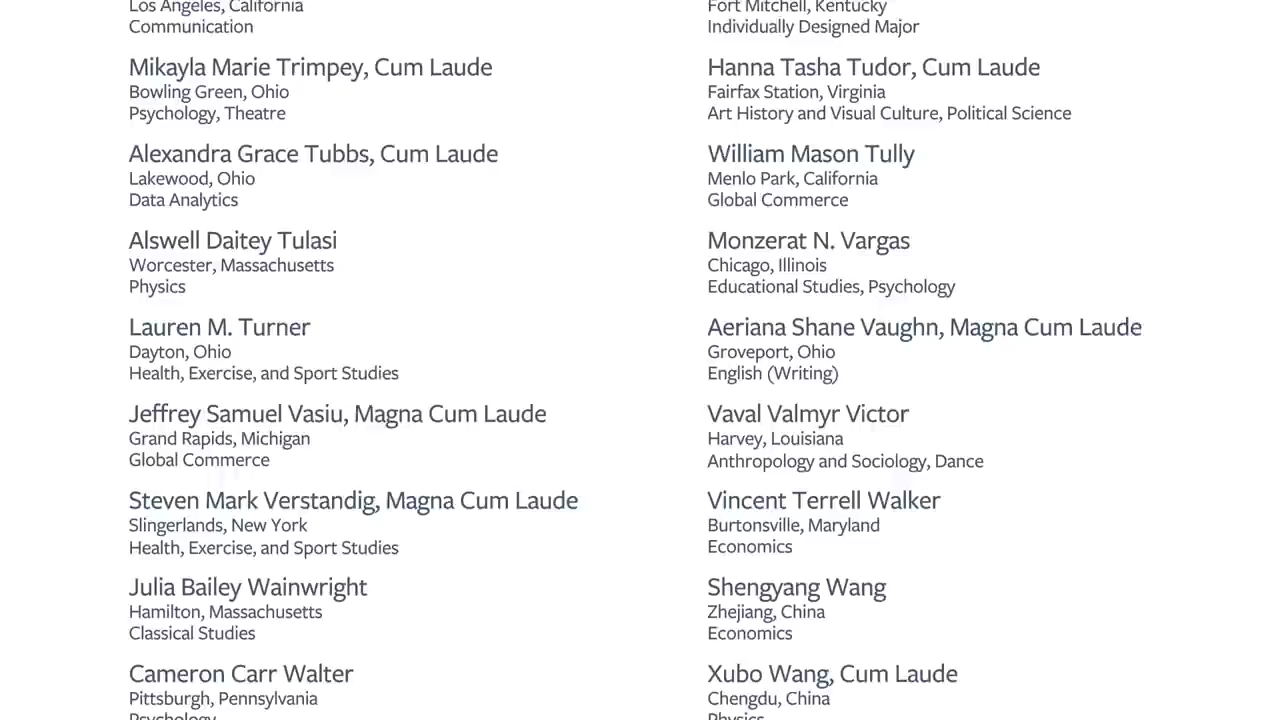 Los Angeles, California
Communication
Mikayla Marie Trimpey, Cum Laude
Bowling Green, Ohio
Psychology, Theatre
Alexandra Grace Tubbs, Cum Laude
Lakewood, Ohio
Data Analytics
Alswell Daitey Tulasi
Worcester, Massachusetts
Physics
Lauren M. Turner
Dayton, Ohio
Health, Exercise, and Sport Studies
Jeffrey Samuel Vasiu, Magna Cum Laude
Grand Rapids, Michigan
Global Commerce
Steven Mark Verstandig, Magna Cum Laude
Slingerlands, New York
Health, Exercise, and Sport Studies
Julia Bailey Wainwright
Hamilton, Massachusetts
Classical Studies
Cameron Carr Walter
Pittsburgh, Pennsylvania
Psychology
Fort Mitchell, Kentucky
Individually Designed Major
Hanna Tasha Tudor, Cum Laude
Fairfax Station, Virginia
Art History and Visual Culture, Political Science
William Mason Tully
Menlo Park, California
Global Commerce
Monzerat N. Vargas
Chicago, Illinois
Educational Studies, Psychology
Aeriana Shane Vaughn, Magna Cum Laude
Groveport, Ohio
English (Writing)
Vaval Valmyr Victor
Harvey, Louisiana
Anthropology and Sociology, Dance
Vincent Terrell Walker
Burtonsville, Maryland
Economics
Shengyang Wang
Zhejiang, China
Economics
Xubo Wang, Cum Laude
Chengdu, China
Physics